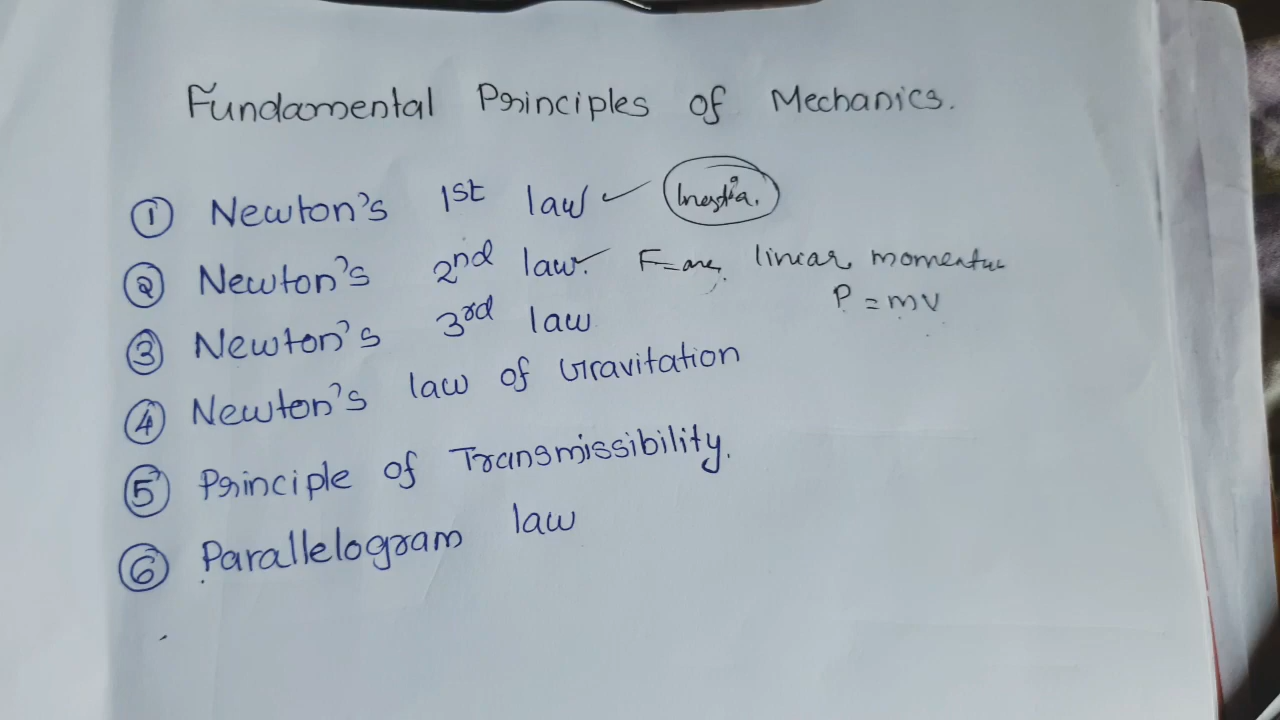 Fundamental Principles of Mechanics.
① Newton's 1st law ✓ Inertia.
② Newton's 2nd law. F= linear momentum
P = mv
③ Newton's 3rd law
④ Newton's law of Gravitation
⑤ Principle of Transmissibility.
⑥ Parallelogram law